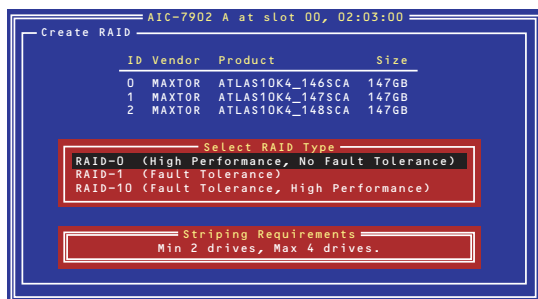 AIC-7902 A at slot 00, 02:03:00
Create RAID
ID Vendor Product Size
0 MAXTOR ATLAS10K4_146SCA 147GB
1 MAXTOR ATLAS10K4_147SCA 147GB
2 MAXTOR ATLAS10K4_148SCA 147GB
Select RAID Type
RAID-0 (High Performance, No Fault Tolerance)
RAID-1 (Fault Tolerance)
RAID-10 (Fault Tolerance, High Performance)
Striping Requirements
Min 2 drives, Max 4 drives.